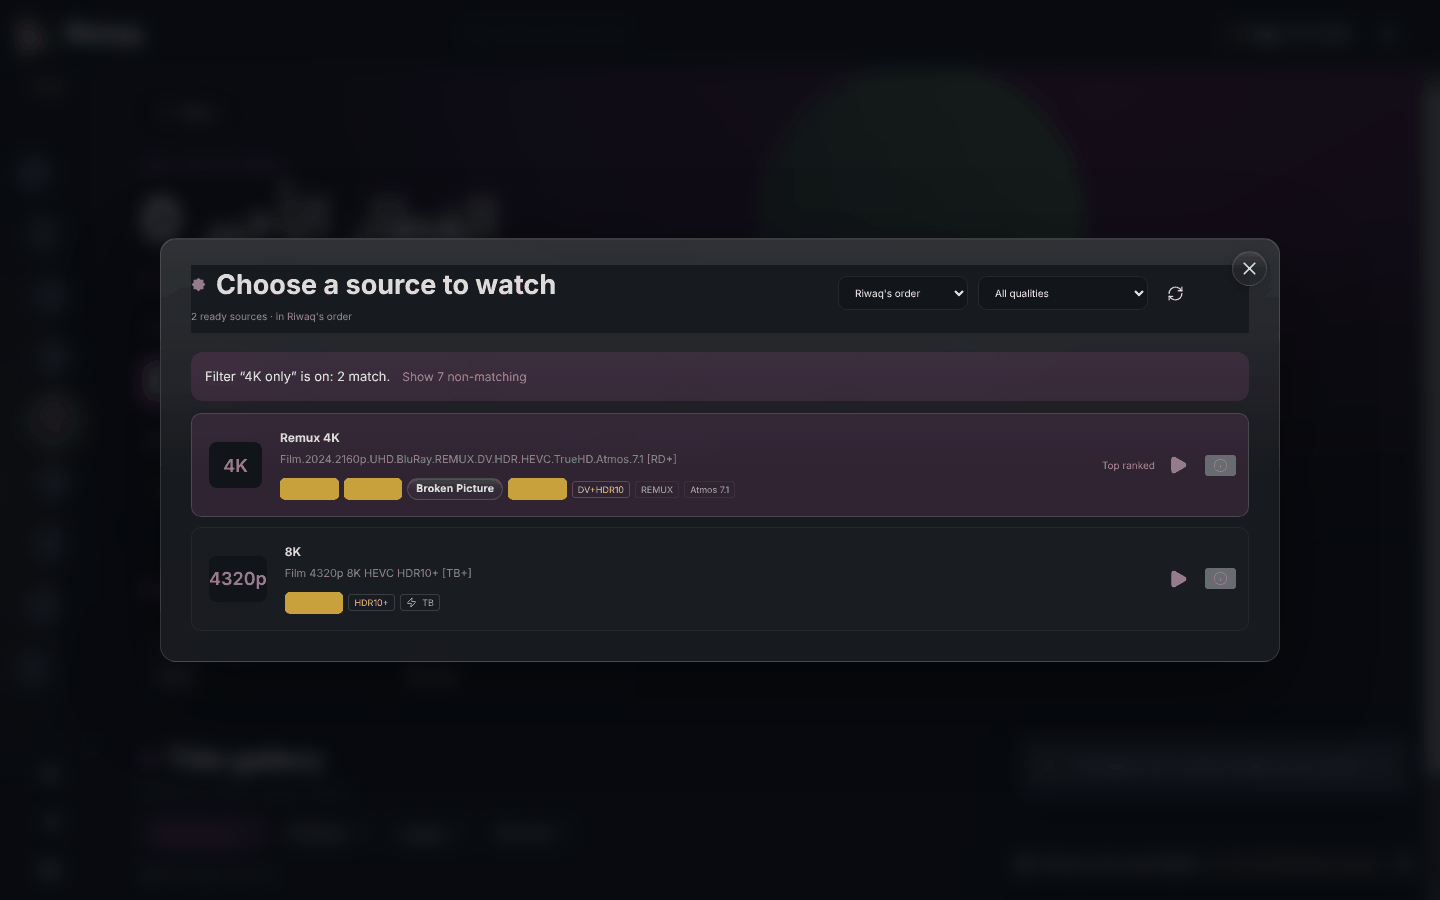 Choose a source to watch
2 ready sources · in Riwaq's order
Riwaq's order
All qualities
Filter “4K only” is on: 2 match. Show 7 non-matching
4K
Remux 4K
Film.2024.2160p.UHD.BluRay.REMUX.DV.HDR.HEVC.TrueHD.Atmos.7.1 [RD+]
Broken Picture
DV+HDR10
REMUX
Atmos 7.1
Top ranked
4320p
8K
Film 4320p 8K HEVC HDR10+ [TB+]
HDR10+
TB